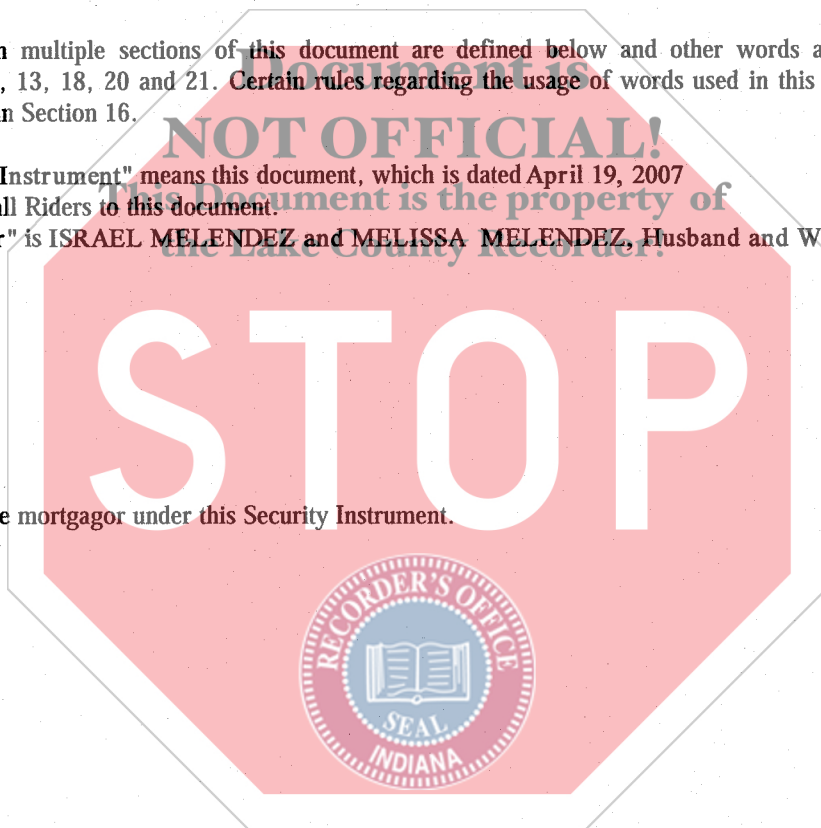 n multiple sections of this document are defined below and other words a
, 13, 18, 20 and 21. Certain rules regarding the usage of words used in this
n Section 16.
Document is
NOT OFFICIAL!
Instrument" means this document, which is dated April 19, 2007
This Document is the property of
ll Riders to this document.
r" is ISRAEL MELENDEZ and MELISSA MELENDEZ, Husband and W
the Lake County Recorder!
STOP
e mortgagor under this Security Instrument.
RECORDER'S OFFICE
SEAL
INDIANA